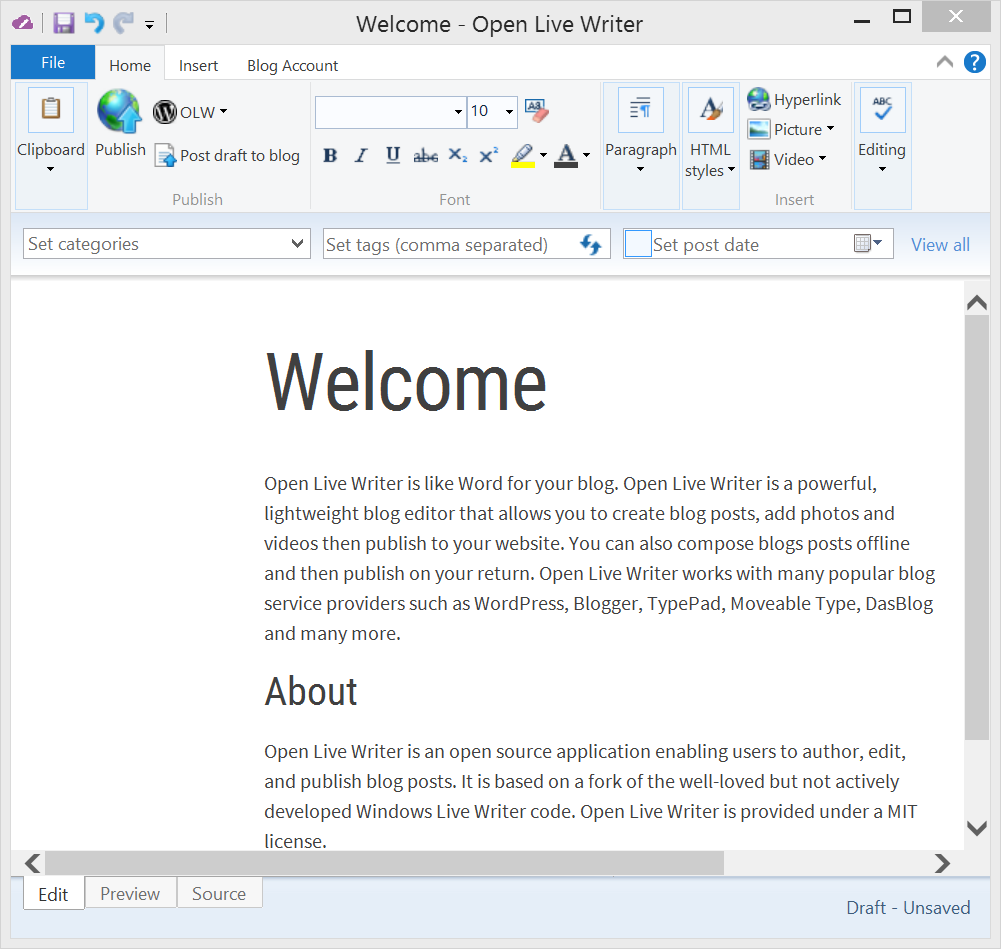 Welcome - Open Live Writer
File Home Insert Blog Account
Clipboard
Publish
OLW
Post draft to blog
Publish
10
B I U abc X₂ X² A
Font
Paragraph
HTML
styles
Hyperlink
Picture
Video
Insert
ABC
Editing
Set categories
Set tags (comma separated)
Set post date
View all
Welcome
Open Live Writer is like Word for your blog. Open Live Writer is a powerful,
lightweight blog editor that allows you to create blog posts, add photos and
videos then publish to your website. You can also compose blogs posts offline
and then publish on your return. Open Live Writer works with many popular blog
service providers such as WordPress, Blogger, TypePad, Moveable Type, DasBlog
and many more.
About
Open Live Writer is an open source application enabling users to author, edit,
and publish blog posts. It is based on a fork of the well-loved but not actively
developed Windows Live Writer code. Open Live Writer is provided under a MIT
license.
Edit Preview Source
Draft - Unsaved